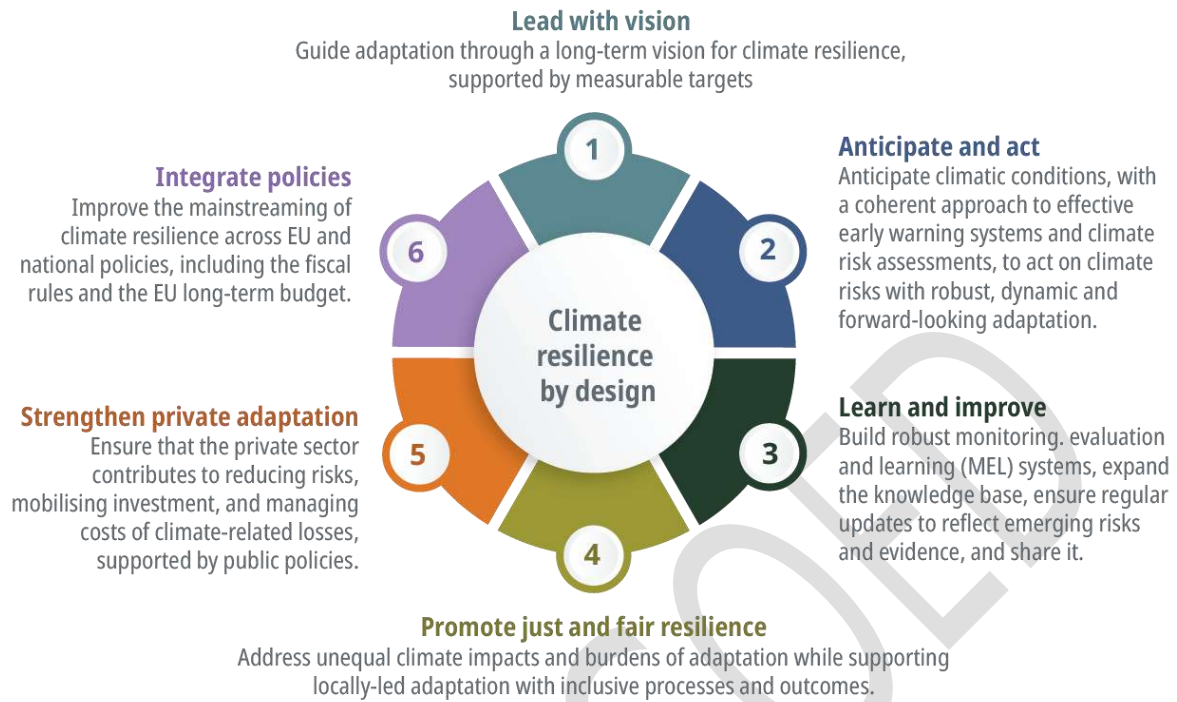 Lead with vision
Guide adaptation through a long-term vision for climate resilience,
supported by measurable targets
1
Anticipate and act
Anticipate climatic conditions, with
a coherent approach to effective
early warning systems and climate
risk assessments, to act on climate
risks with robust, dynamic and
forward-looking adaptation.
2
Learn and improve
Build robust monitoring. evaluation
and learning (MEL) systems, expand
the knowledge base, ensure regular
updates to reflect emerging risks
and evidence, and share it.
3
4
Promote just and fair resilience
Address unequal climate impacts and burdens of adaptation while supporting
locally-led adaptation with inclusive processes and outcomes.
Strengthen private adaptation
Ensure that the private sector
contributes to reducing risks,
mobilising investment, and managing
costs of climate-related losses,
supported by public policies.
5
Integrate policies
Improve the mainstreaming of
climate resilience across EU and
national policies, including the fiscal
rules and the EU long-term budget.
6
Climate
resilience
by design